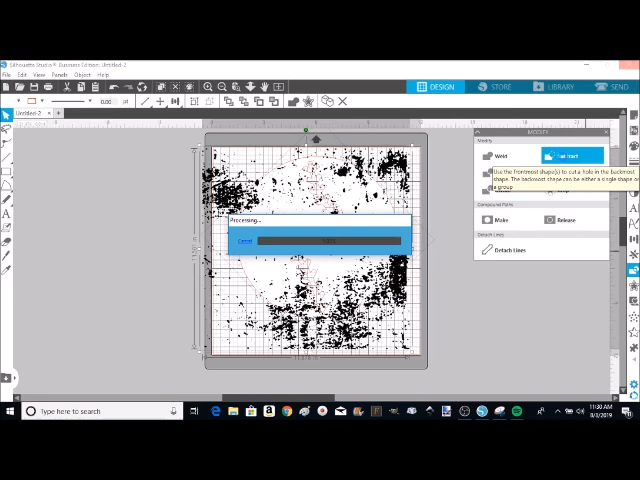 Silhouette Studio® Business Edition: Untitled-2
File Edit View Panels Object Help
0.00
DESIGN
STORE
LIBRARY
SEND
Untitled-2
MODIFY
Modify
Weld
Use the frontmost shape(s) to cut a hole in the backmost
shape. The backmost shape can be either a single shape or
a group
Compound Paths
Make
Release
Detach Lines
Detach Lines
Processing...
Cancel
Type here to search
11:30 AM
8/3/2019